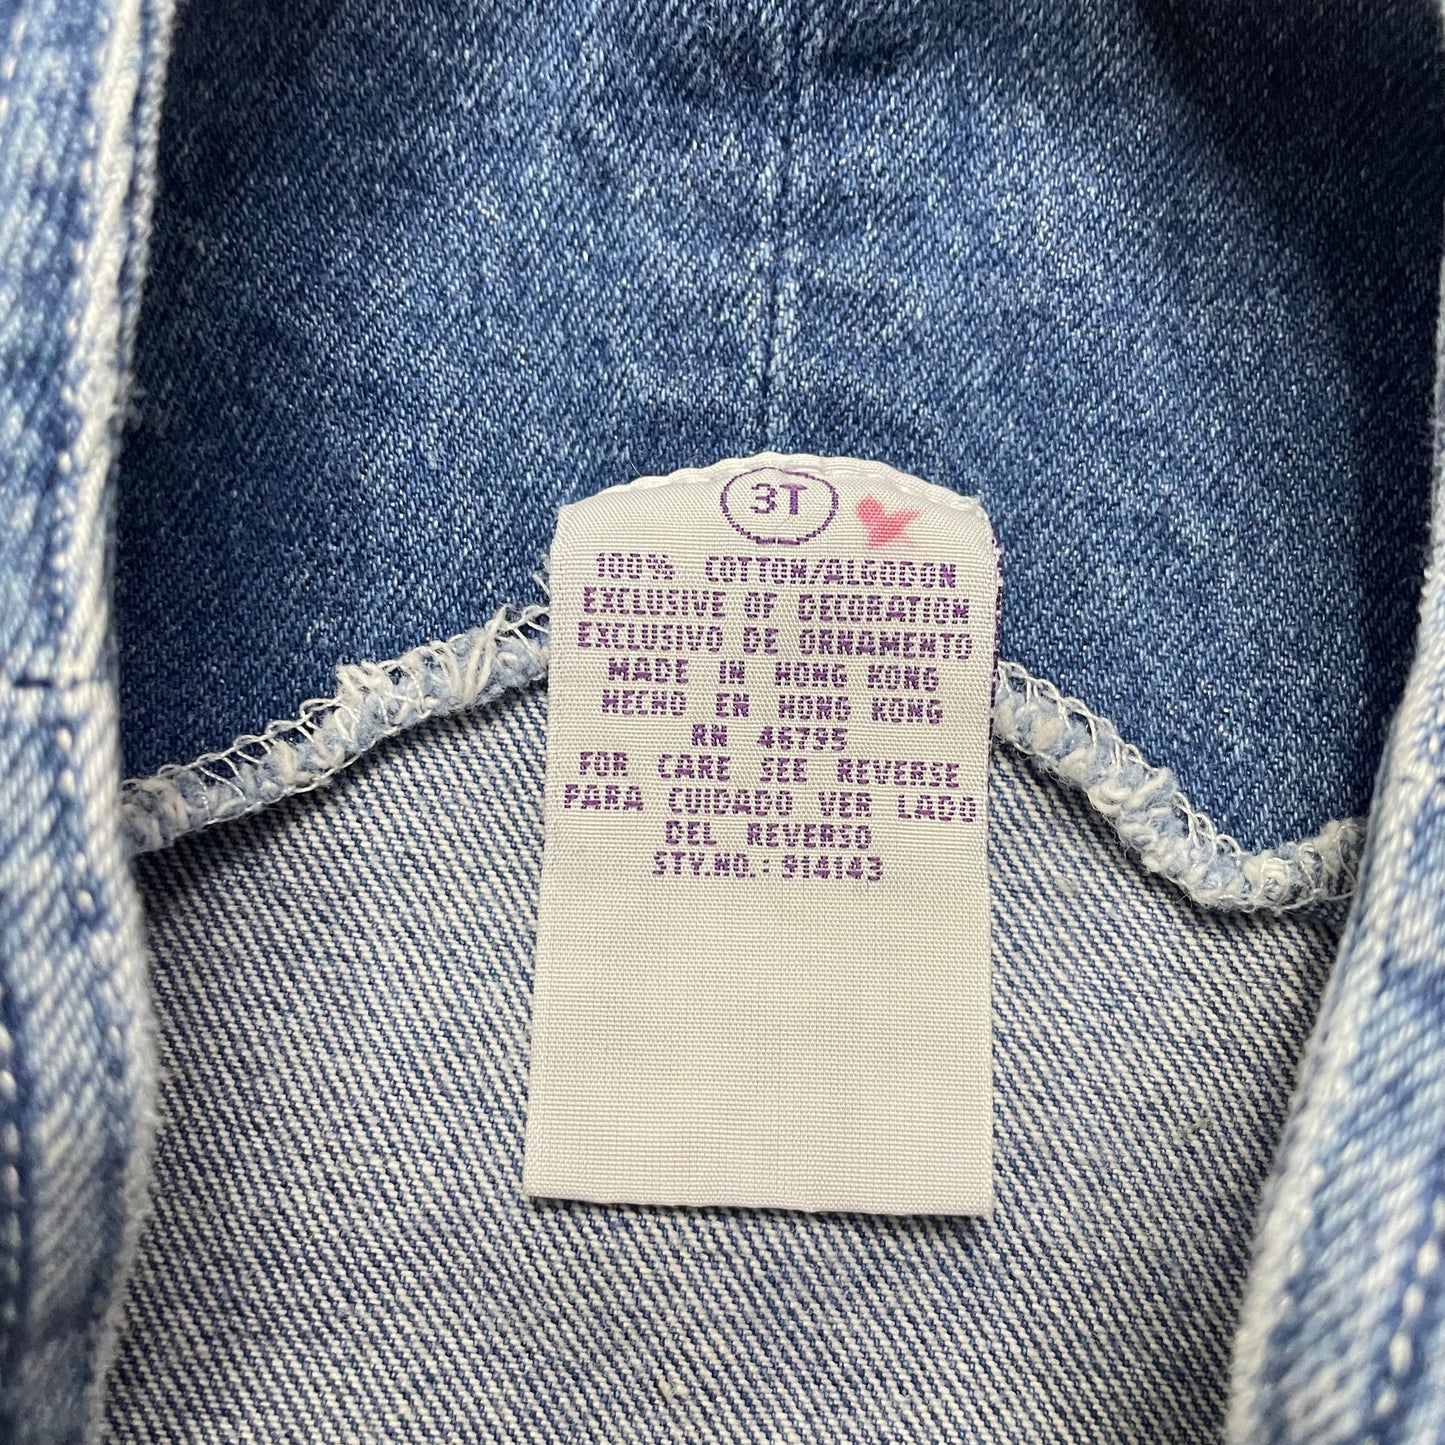 3T
100% COTTON/ALGODON
EXCLUSIVE OF DECORATION
EXCLUSIVO DE ORNAMENTO
MADE IN HONG KONG
HECHO EN HONG KONG
RN 46795
FOR CARE SEE REVERSE
PARA CUIDADO VER LADO
DEL REVERSO
STY.NO.: 914143